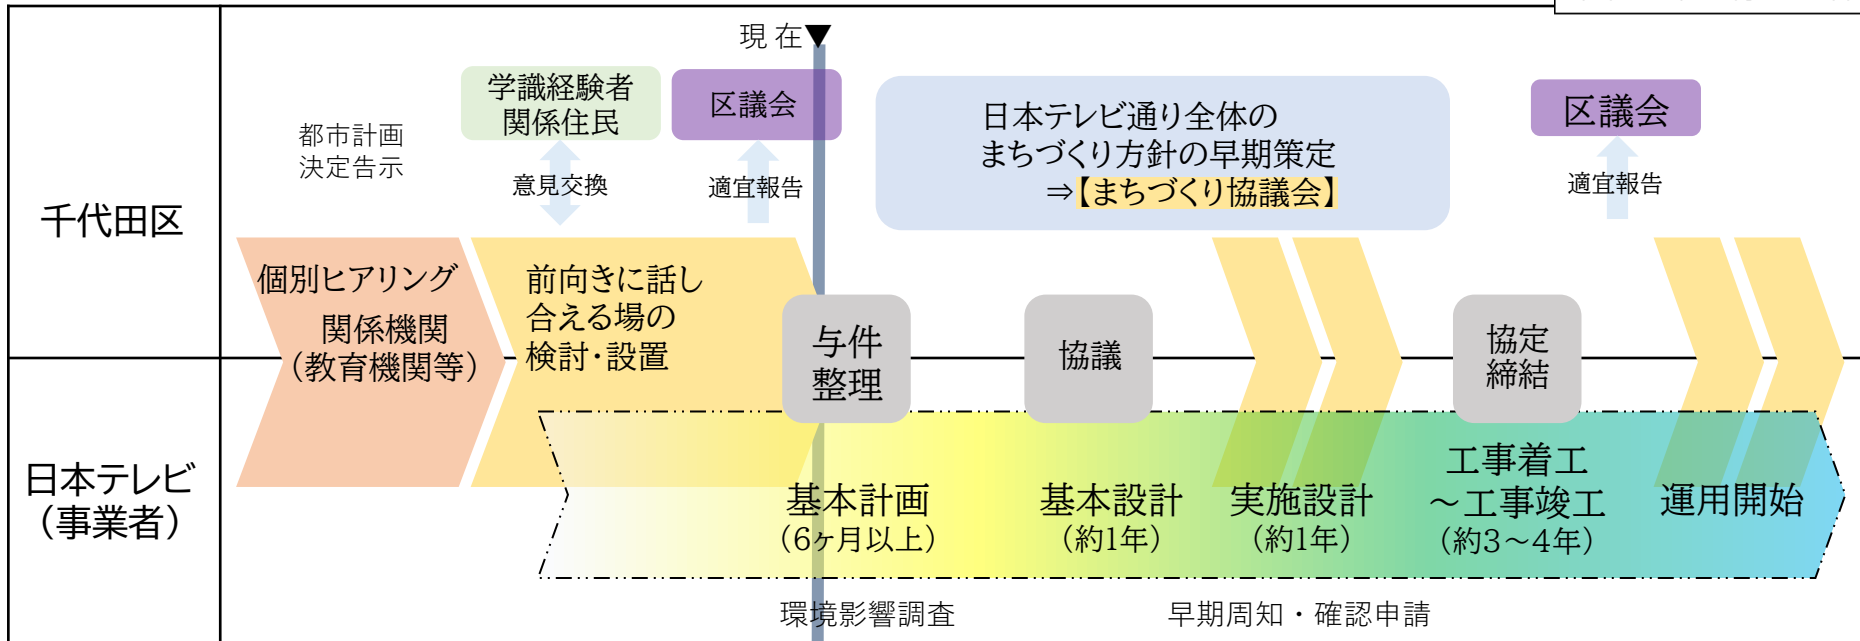 現在▼
千代田区
都市計画
決定告示
学識経験者
関係住民
意見交換
区議会
適宜報告
日本テレビ通り全体の
まちづくり方針の早期策定
⇒【まちづくり協議会】
区議会
適宜報告
個別ヒアリング
関係機関
(教育機関等)
前向きに話し
合える場の
検討・設置
与件
整理
協議
協定
締結
日本テレビ
(事業者)
基本計画
(6ヶ月以上)
基本設計
(約1年)
実施設計
(約1年)
工事着工
～工事竣工
(約3～4年)
運用開始
環境影響調査
早期周知・確認申請